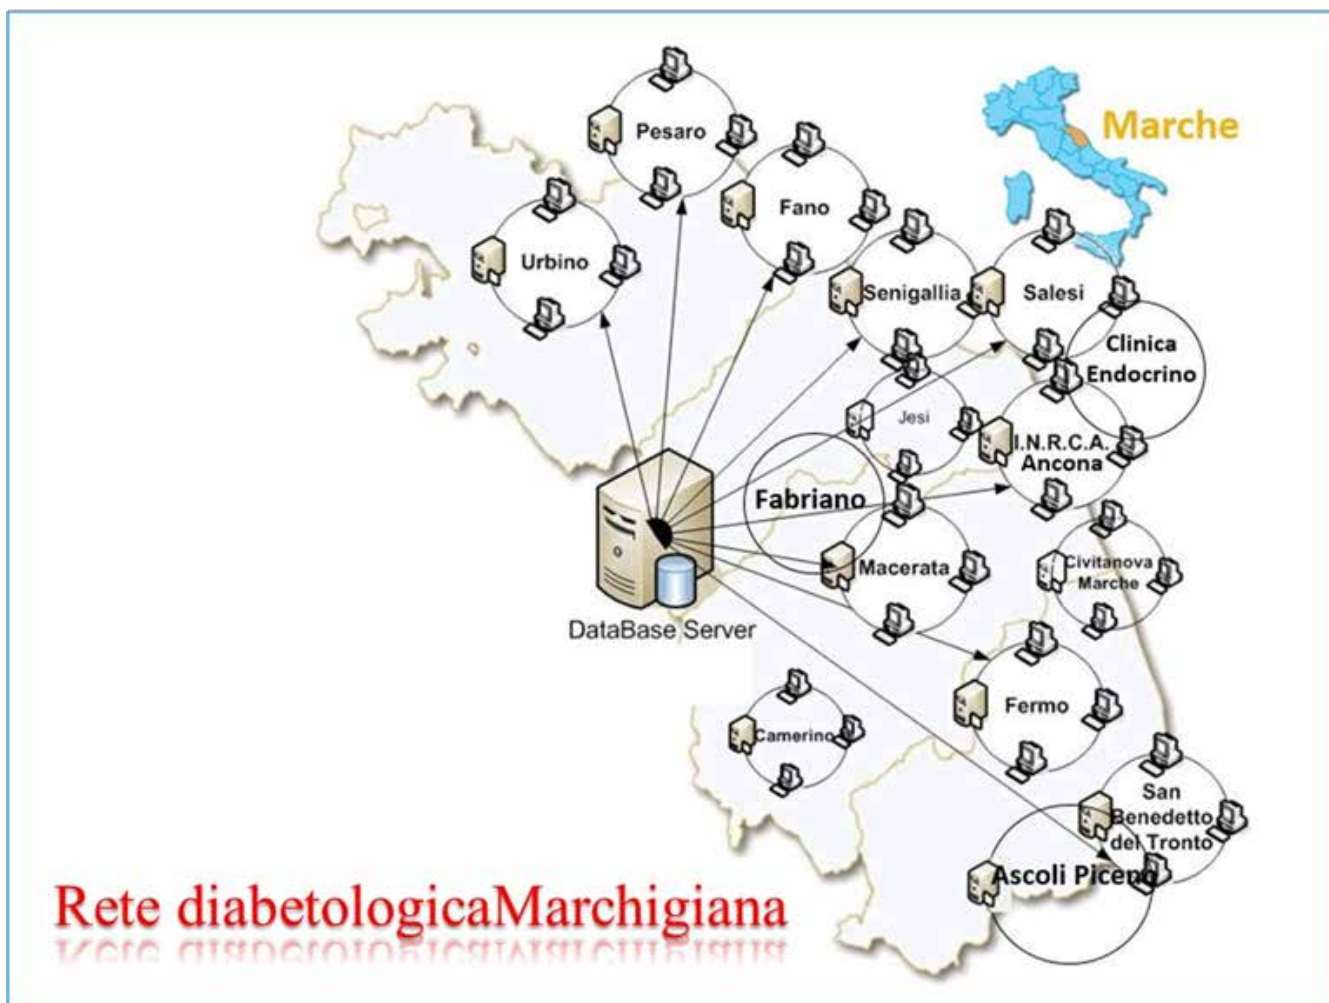 Marche
Pesaro
Fano
Urbino
Senigallia
Salesi
Clinica
Endocrino
Jesi
I.N.R.C.A.
Ancona
Fabriano
Macerata
Civitanova
Marche
DataBase Server
Fermo
Camerino
San
Benedetto
del Tronto
Ascoli Piceno
Rete diabetologicaMarchigiana